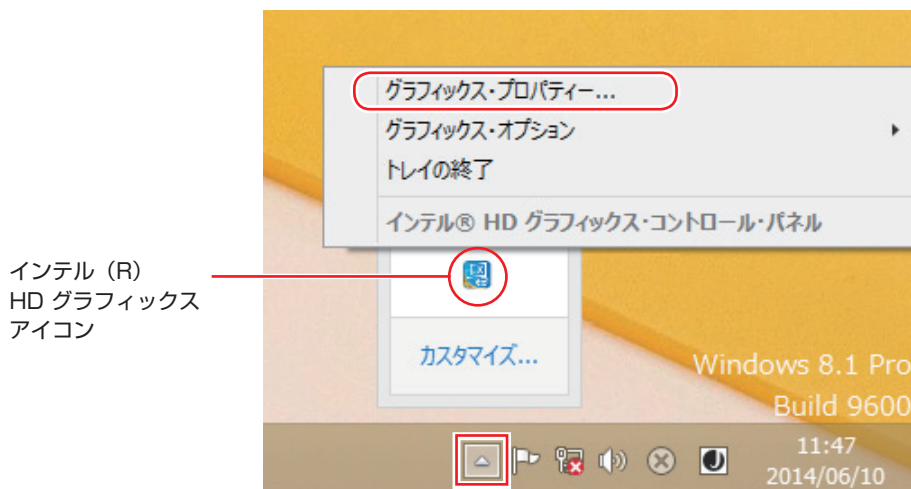 グラフィックス・プロパティー...
グラフィックス・オプション
トレイの終了
インテル® HD グラフィックス・コントロール・パネル
インテル（R）
HD グラフィックス
アイコン
カスタマイズ...
Windows 8.1 Pro
Build 9600
11:47
2014/06/10